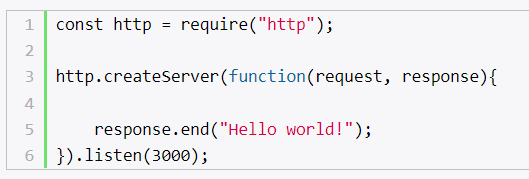 1 const http = require("http");
2
3 http.createServer(function(request, response){
4
5     response.end("Hello world!");
6 }).listen(3000);